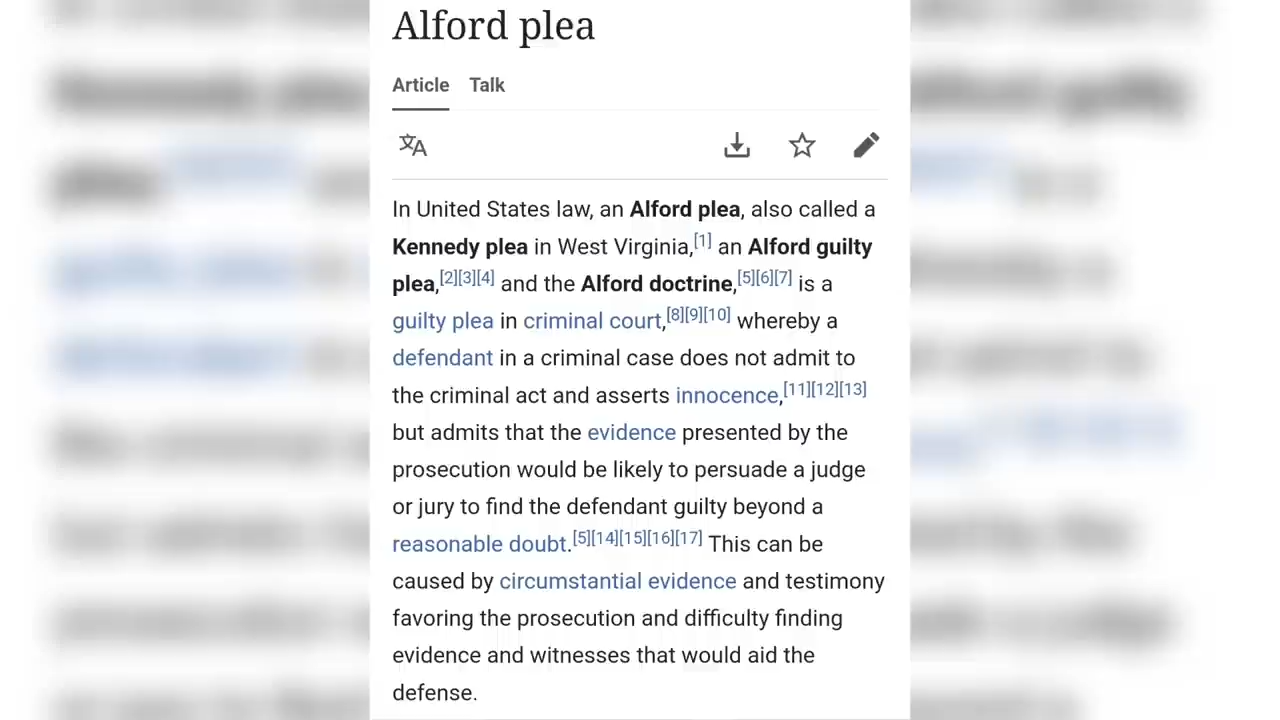 Alford plea
Article Talk
In United States law, an Alford plea, also called a
Kennedy plea in West Virginia,[1] an Alford guilty
plea,[2][3][4] and the Alford doctrine,[5][6][7] is a
guilty plea in criminal court,[8][9][10] whereby a
defendant in a criminal case does not admit to
the criminal act and asserts innocence,[11][12][13]
but admits that the evidence presented by the
prosecution would be likely to persuade a judge
or jury to find the defendant guilty beyond a
reasonable doubt.[5][14][15][16][17] This can be
caused by circumstantial evidence and testimony
favoring the prosecution and difficulty finding
evidence and witnesses that would aid the
defense.